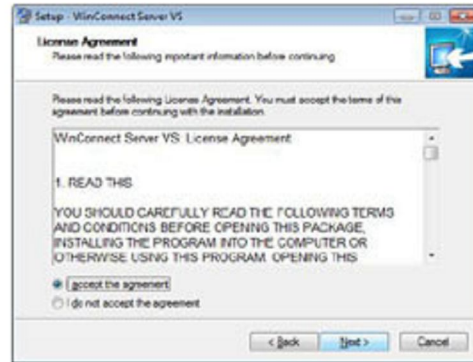 Setup - WinConnect Server VS
License Agreement
Please read the following important information before continuing.
Please read the following License Agreement. You must accept the terms of this
agreement before continuing with the installation.
WinConnect Server VS License Agreement
1. READ THIS
YOU SHOULD CAREFULLY READ THE FOLLOWING TERMS
AND CONDITIONS BEFORE OPENING THIS PACKAGE,
INSTALLING THE PROGRAM INTO THE COMPUTER OR
OTHERWISE USING THIS PROGRAM. OPENING THIS
I accept the agreement
I do not accept the agreement
< Back
Next >
Cancel